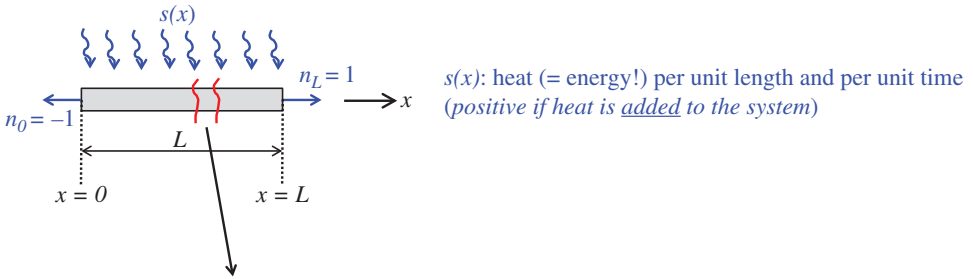 s(x)
n_L = 1
s(x): heat (= energy!) per unit length and per unit time
(positive if heat is added to the system)
x
n_0 = –1
L
x = 0
x = L